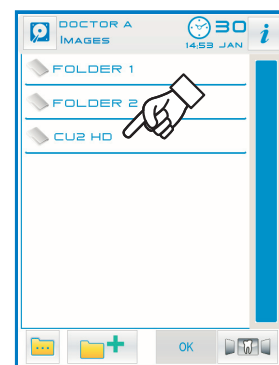 DOCTOR A
IMAGES
30
14:53 JAN
i
FOLDER 1
FOLDER 2
CU2 HD
OK